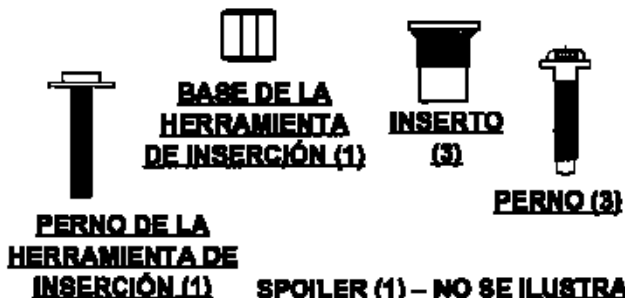 BASE DE LA
HERRAMIENTA
DE INSERCIÓN (1)
INSERTO
(3)
PERNO (3)
PERNO DE LA
HERRAMIENTA DE
INSERCIÓN (1)
SPOILER (1) – NO SE ILUSTRA